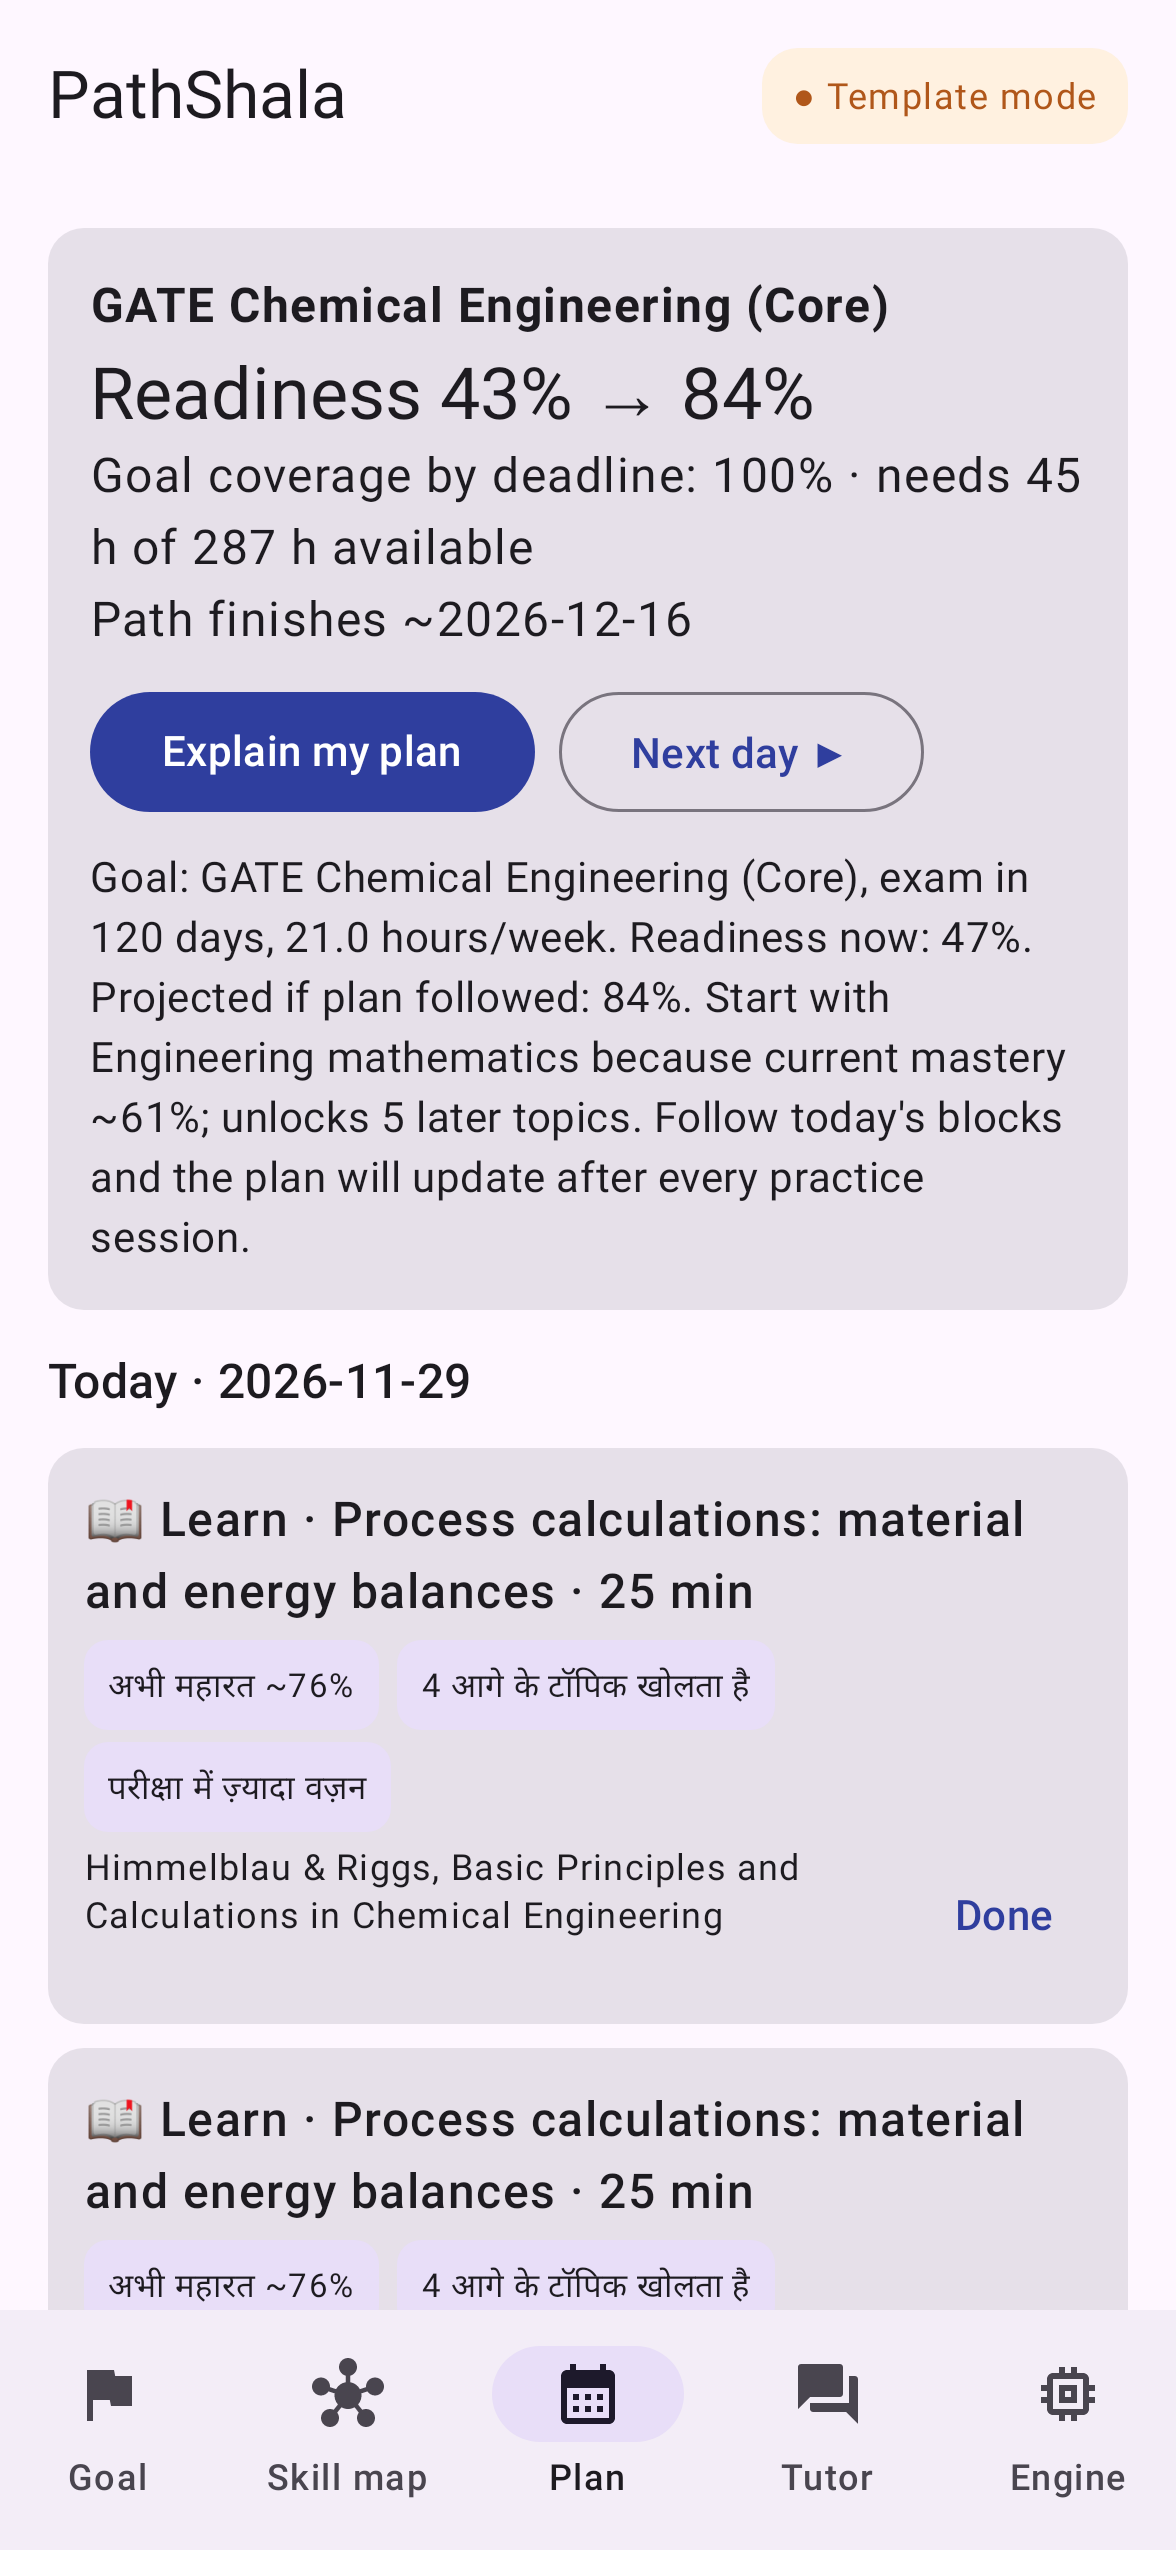 PathShala
● Template mode
GATE Chemical Engineering (Core)
Readiness 43% → 84%
Goal coverage by deadline: 100% · needs 45
h of 287 h available
Path finishes ~2026-12-16
Explain my plan
Next day ►
Goal: GATE Chemical Engineering (Core), exam in
120 days, 21.0 hours/week. Readiness now: 47%.
Projected if plan followed: 84%. Start with
Engineering mathematics because current mastery
~61%; unlocks 5 later topics. Follow today's blocks
and the plan will update after every practice
session.
Today · 2026-11-29
📖 Learn · Process calculations: material
and energy balances · 25 min
अभी महारत ~76%
4 आगे के टॉपिक खोलता है
परीक्षा में ज़्यादा वज़न
Himmelblau & Riggs, Basic Principles and
Calculations in Chemical Engineering
Done
📖 Learn · Process calculations: material
and energy balances · 25 min
अभी महारत ~76%
4 आगे के टॉपिक खोलता है
Goal
Skill map
Plan
Tutor
Engine